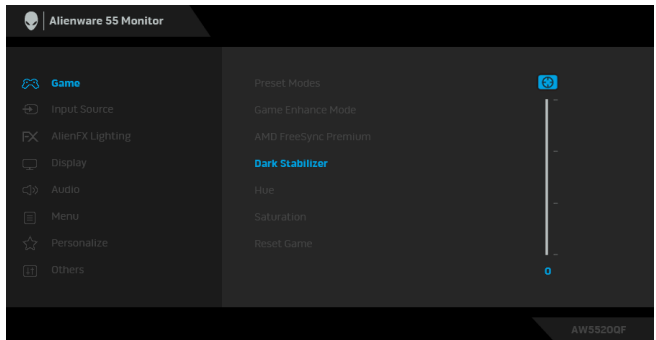 Alienware 55 Monitor
Game
Input Source
AlienFX Lighting
Display
Audio
Menu
Personalize
Others
Preset Modes
Game Enhance Mode
AMD FreeSync Premium
Dark Stabilizer
Hue
Saturation
Reset Game
0
AW5520QF